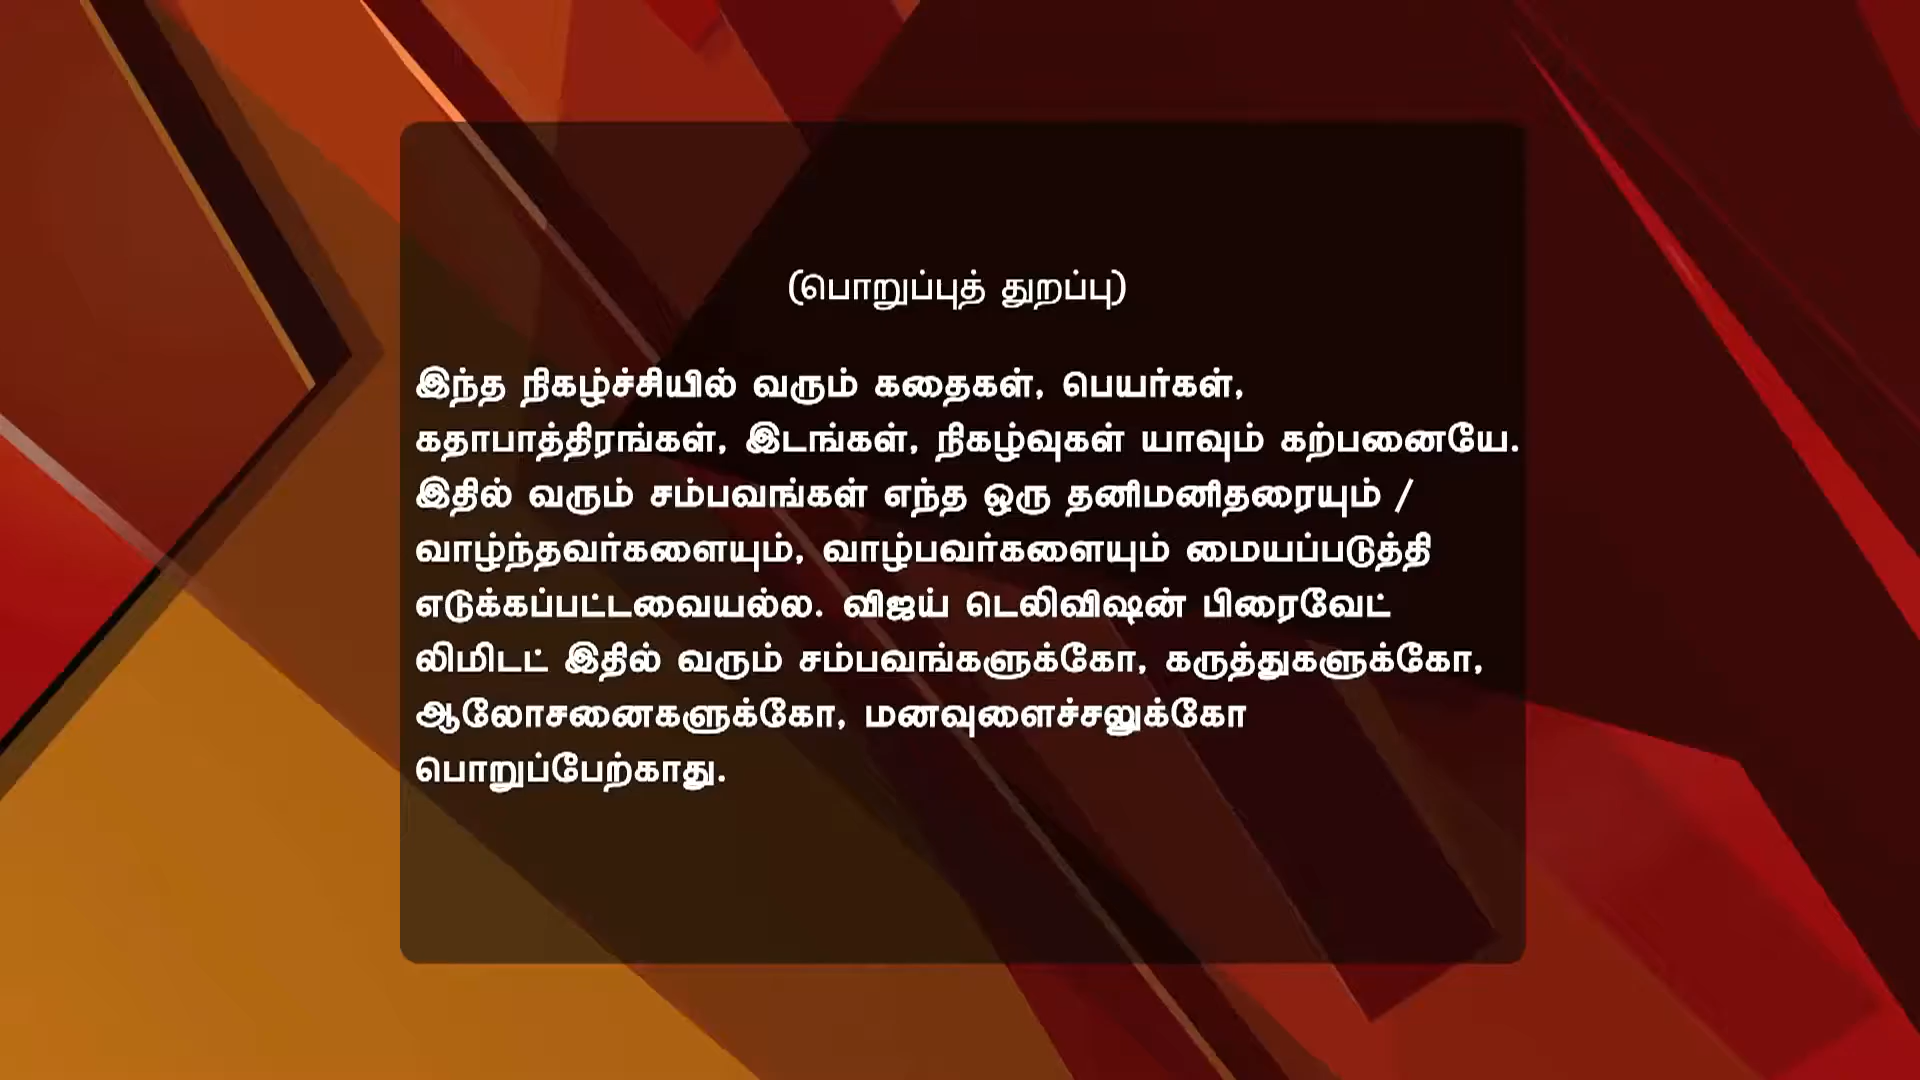 (பொறுப்புத் துறப்பு)
இந்த நிகழ்ச்சியில் வரும் கதைகள், பெயர்கள்,
கதாபாத்திரங்கள், இடங்கள், நிகழ்வுகள் யாவும் கற்பனையே.
இதில் வரும் சம்பவங்கள் எந்த ஒரு தனிமனிதரையும் /
வாழ்ந்தவர்களையும், வாழ்பவர்களையும் மையப்படுத்தி
எடுக்கப்பட்டவையல்ல. விஜய் டெலிவிஷன் பிரைவேட்
லிமிடட் இதில் வரும் சம்பவங்களுக்கோ, கருத்துகளுக்கோ,
ஆலோசனைகளுக்கோ, மனவுளைச்சலுக்கோ
பொறுப்பேற்காது.